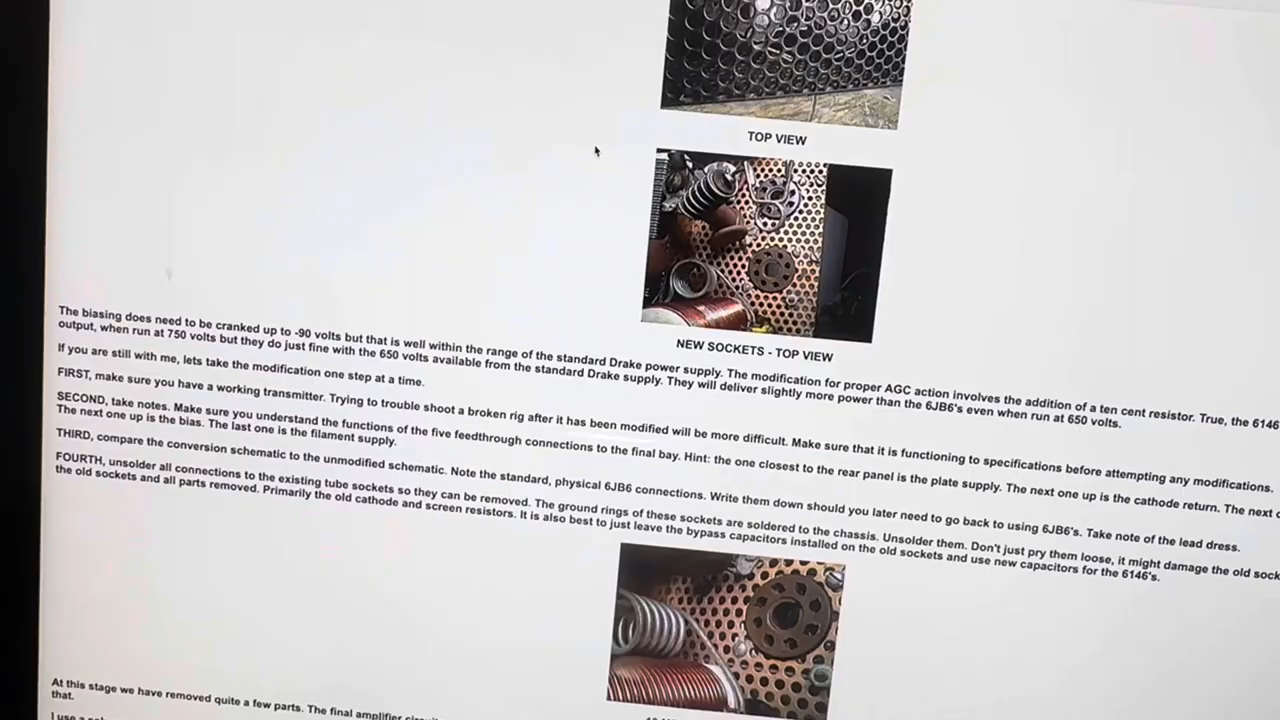 TOP VIEW
NEW SOCKETS - TOP VIEW
The biasing does need to be cranked up to -90 volts but that is well within the range of the standard Drake power supply. The modification for proper AGC action involves the addition of a ten cent resistor. True, the 6146
output, when run at 750 volts but they do just fine with the 650 volts available from the standard Drake supply. They will deliver slightly more power than the 6JB6's even when run at 650 volts.
If you are still with me, lets take the modification one step at a time.
FIRST, make sure you have a working transmitter. Trying to trouble shoot a broken rig after it has been modified will be more difficult. Make sure that it is functioning to specifications before attempting any modifications.
SECOND, take notes. Make sure you understand the functions of the five feedthrough connections to the final bay. Hint: the one closest to the rear panel is the plate supply. The next one up is the cathode return. The next
The next one up is the bias. The last one is the filament supply.
THIRD, compare the conversion schematic to the unmodified schematic. Note the standard, physical 6JB6 connections. Write them down should you later need to go back to using 6JB6's. Take note of the lead dress.
FOURTH, unsolder all connections to the existing tube sockets so they can be removed. The ground rings of these sockets are soldered to the chassis. Unsolder them. Don't just pry them loose, it might damage the old sock
the old sockets and all parts removed. Primarily the old cathode and screen resistors. It is also best to just leave the bypass capacitors installed on the old sockets and use new capacitors for the 6146's.
At this stage we have removed quite a few parts. The final amplifier
that.
I use a